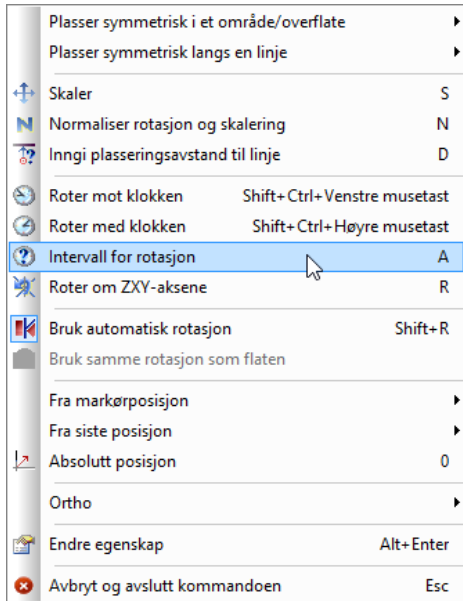 Plasser symmetrisk i et område/overflate
Plasser symmetrisk langs en linje
Skaler S
Normaliser rotasjon og skalering N
Inngi plasseringsavstand til linje D
Roter mot klokken Shift+Ctrl+Venstre musetast
Roter med klokken Shift+Ctrl+Høyre musetast
Intervall for rotasjon A
Roter om ZXY-aksene R
Bruk automatisk rotasjon Shift+R
Bruk samme rotasjon som flaten
Fra markørposisjon
Fra siste posisjon
Absolutt posisjon 0
Ortho
Endre egenskap Alt+Enter
Avbryt og avslutt kommandoen Esc